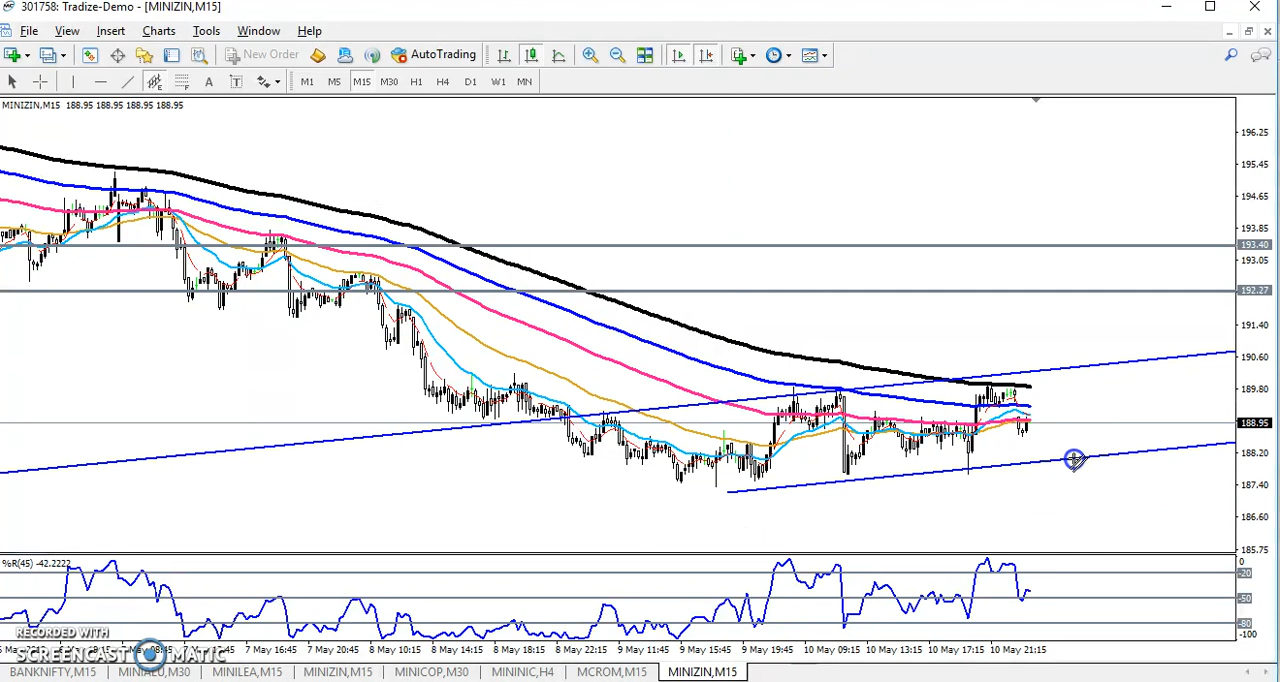 301758: Tradize-Demo - [MINIZIN,M15]
File View Insert Charts Tools Window Help
New Order AutoTrading
A T M1 M5 M15 M30 H1 H4 D1 W1 MN
MINIZIN,M15 188.95 188.95 188.95 188.95
196.25
195.45
194.65
193.85
193.40
193.05
192.27
191.40
190.60
189.80
188.95
188.20
187.40
186.60
185.75
%R(45) -42.2222
0
-20
-50
-80
-100
7 May 16:45 7 May 20:45 8 May 10:15 8 May 14:15 8 May 18:15 8 May 22:15 9 May 11:45 9 May 15:45 9 May 19:45 10 May 09:15 10 May 13:15 10 May 17:15 10 May 21:15
RECORDED WITH
SCREENCAST MATIC
BANKNIFTY,M15 MINIALU,M30 MINILEA,M15 MINIZIN,M15 MINICOP,M30 MININIC,H4 MCROM,M15 MINIZIN,M15